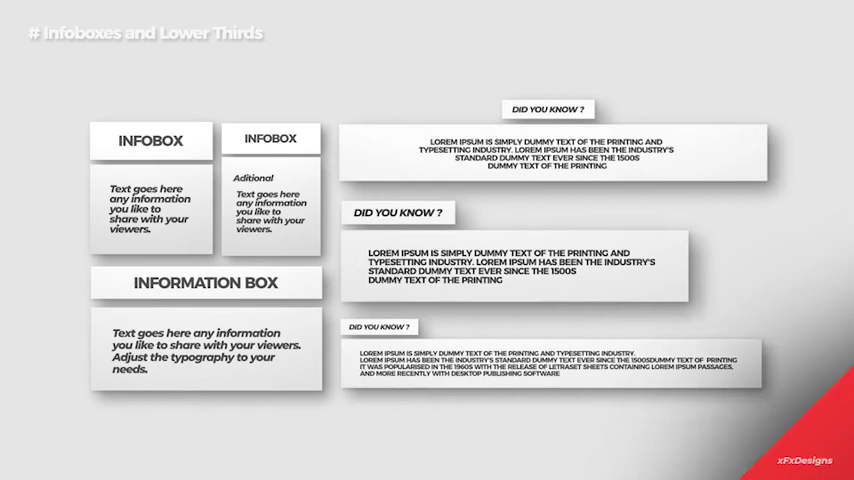 # Infoboxes and Lower Thirds
INFOBOX
Text goes here
any information
you like to
share with your
viewers.
INFOBOX
Aditional
Text goes here
any information
you like to
share with your
viewers.
INFORMATION BOX
Text goes here any information
you like to share with your viewers.
Adjust the typography to your
needs.
DID YOU KNOW ?
LOREM IPSUM IS SIMPLY DUMMY TEXT OF THE PRINTING AND
TYPESETTING INDUSTRY. LOREM IPSUM HAS BEEN THE INDUSTRY'S
STANDARD DUMMY TEXT EVER SINCE THE 1500S
DUMMY TEXT OF THE PRINTING
DID YOU KNOW ?
LOREM IPSUM IS SIMPLY DUMMY TEXT OF THE PRINTING AND
TYPESETTING INDUSTRY. LOREM IPSUM HAS BEEN THE INDUSTRY'S
STANDARD DUMMY TEXT EVER SINCE THE 1500S
DUMMY TEXT OF THE PRINTING
DID YOU KNOW ?
LOREM IPSUM IS SIMPLY DUMMY TEXT OF THE PRINTING AND TYPESETTING INDUSTRY.
LOREM IPSUM HAS BEEN THE INDUSTRY'S STANDARD DUMMY TEXT EVER SINCE THE 1500SDUMMY TEXT OF PRINTING
IT WAS POPULARISED IN THE 1960S WITH THE RELEASE OF LETRASET SHEETS CONTAINING LOREM IPSUM PASSAGES,
AND MORE RECENTLY WITH DESKTOP PUBLISHING SOFTWARE
xFxDesigns